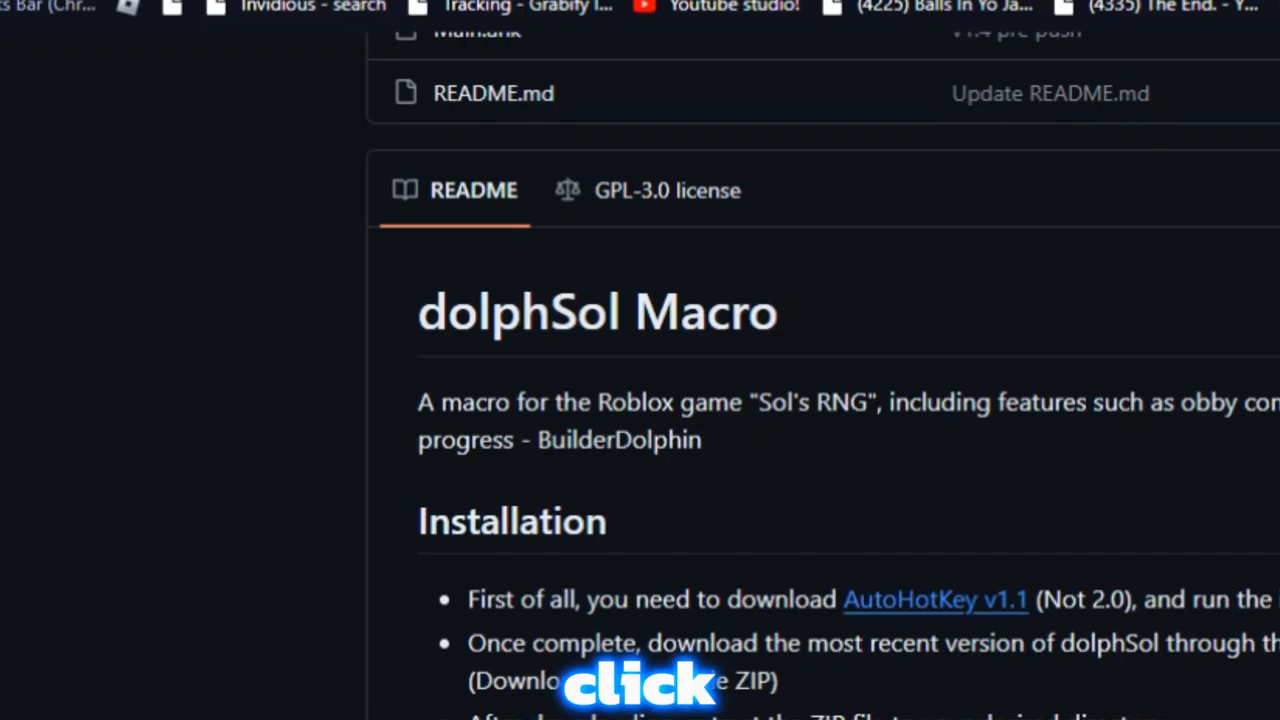 ts Bar (Chr... Invidious - search Tracking - Grabify I... Youtube studio! (4225) Balls In Yo Ja... (4335) The End. - Y...
README.md Update README.md
README GPL-3.0 license
dolphSol Macro
A macro for the Roblox game "Sol's RNG", including features such as obby com
progress - BuilderDolphin
Installation
First of all, you need to download AutoHotKey v1.1 (Not 2.0), and run the
Once complete, download the most recent version of dolphSol through th
(Downlo click e ZIP)